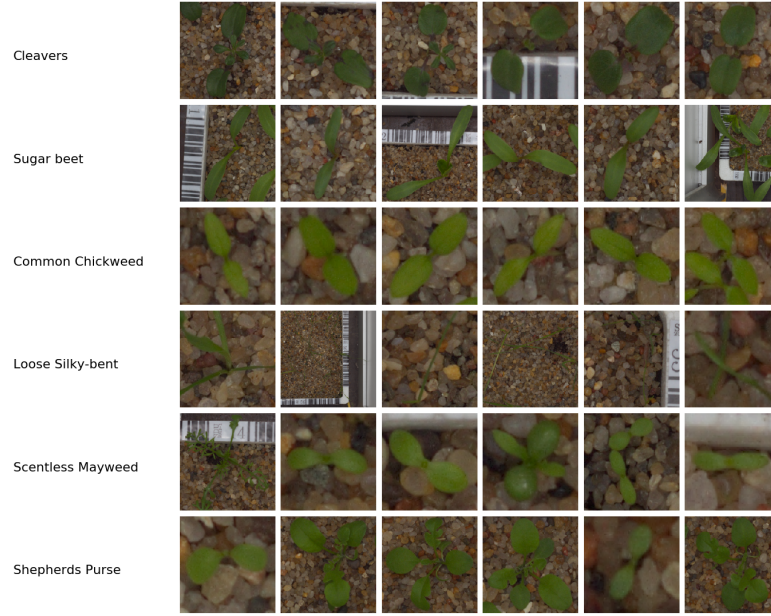 Cleavers
Sugar beet
Common Chickweed
Loose Silky-bent
Scentless Mayweed
Shepherds Purse